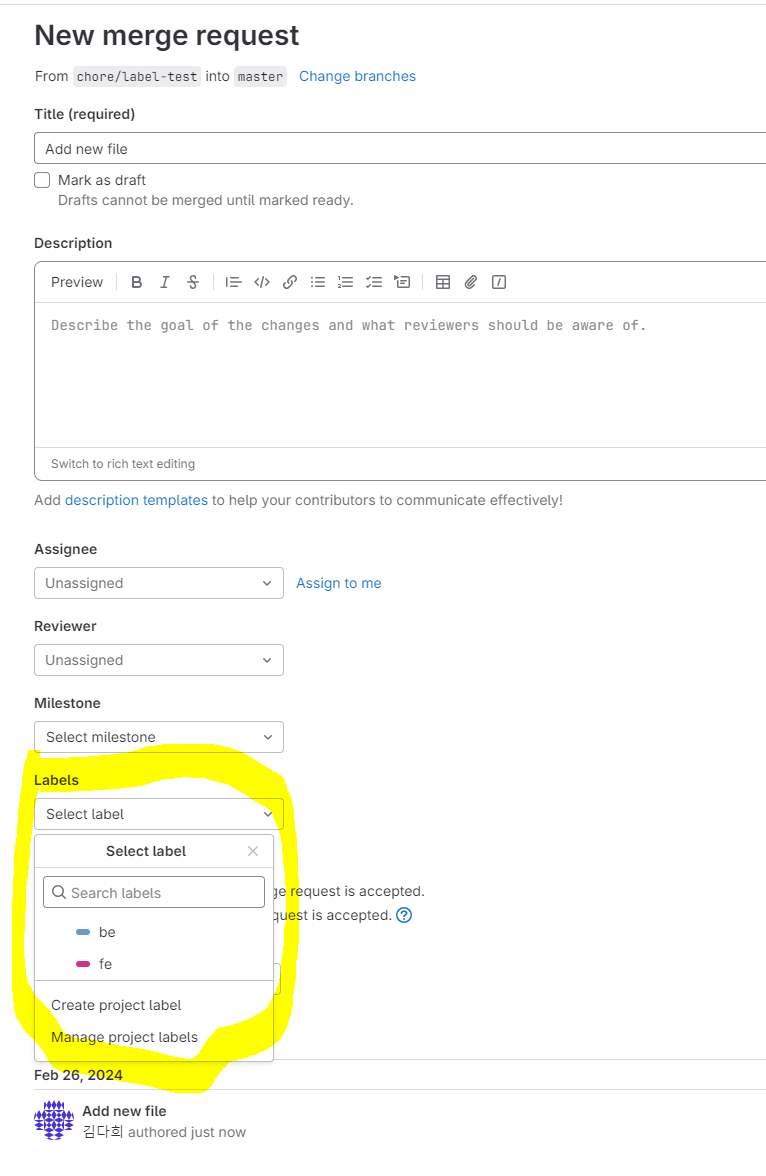 New merge request
From chore/label-test into master Change branches
Title (required)
Add new file
Mark as draft
Drafts cannot be merged until marked ready.
Description
Preview B I S
Describe the goal of the changes and what reviewers should be aware of.
Switch to rich text editing
Add description templates to help your contributors to communicate effectively!
Assignee
Unassigned Assign to me
Reviewer
Unassigned
Milestone
Select milestone
Labels
Select label
Select label
Search labels
request is accepted.
be
is accepted. ?
fe
Create project label
Manage project labels
Feb 26, 2024
Add new file
김다희 authored just now